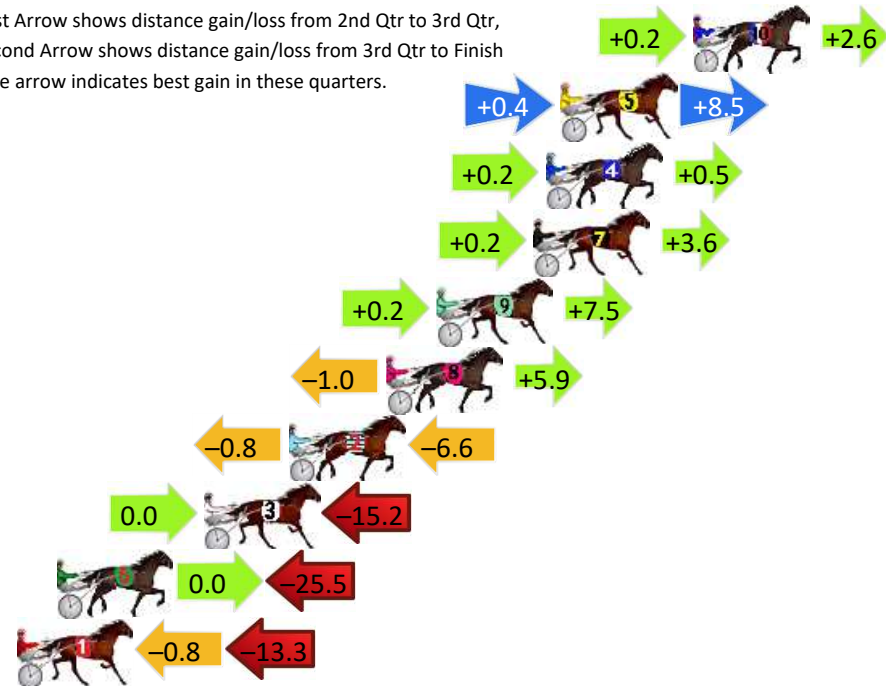 st Arrow shows distance gain/loss from 2nd Qtr to 3rd Qtr,
cond Arrow shows distance gain/loss from 3rd Qtr to Finish
e arrow indicates best gain in these quarters.
+0.2 10 +2.6
+0.4 5 +8.5
+0.2 4 +0.5
+0.2 7 +3.6
+0.2 9 +7.5
–1.0 8 +5.9
–0.8 2 –6.6
0.0 3 –15.2
6 0.0 –25.5
1 –0.8 –13.3